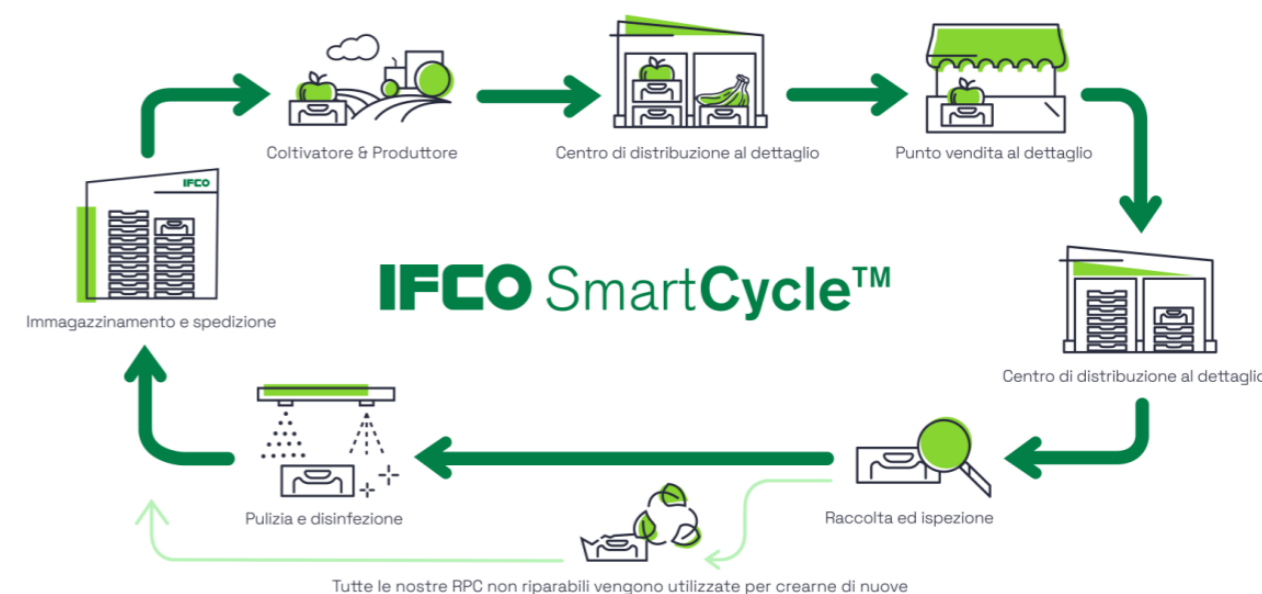 Coltivatore & Produttore
Centro di distribuzione al dettaglio
Punto vendita al dettaglio
IFCO
IFCO SmartCycle™
Immagazzinamento e spedizione
Centro di distribuzione al dettaglio
Pulizia e disinfezione
Raccolta ed ispezione
Tutte le nostre RPC non riparabili vengono utilizzate per crearne di nuove